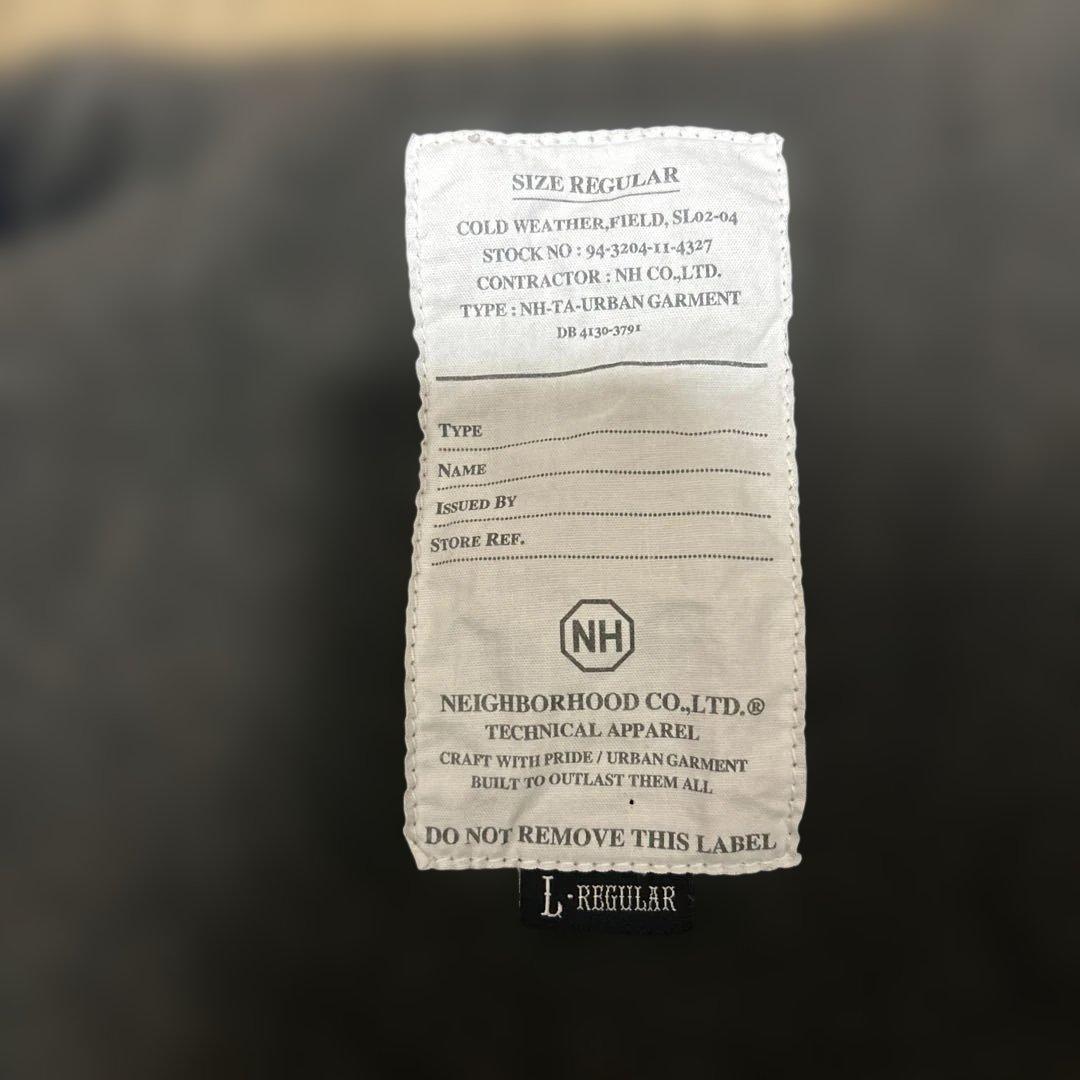 SIZE REGULAR
COLD WEATHER,FIELD, SL02-04
STOCK NO : 94-3204-11-4327
CONTRACTOR : NH CO.,LTD.
TYPE : NH-TA-URBAN GARMENT
DB 4130-3791
TYPE
NAME
ISSUED BY
STORE REF.
NH
NEIGHBORHOOD CO.,LTD.®
TECHNICAL APPAREL
CRAFT WITH PRIDE / URBAN GARMENT
BUILT TO OUTLAST THEM ALL
DO NOT REMOVE THIS LABEL
L-REGULAR